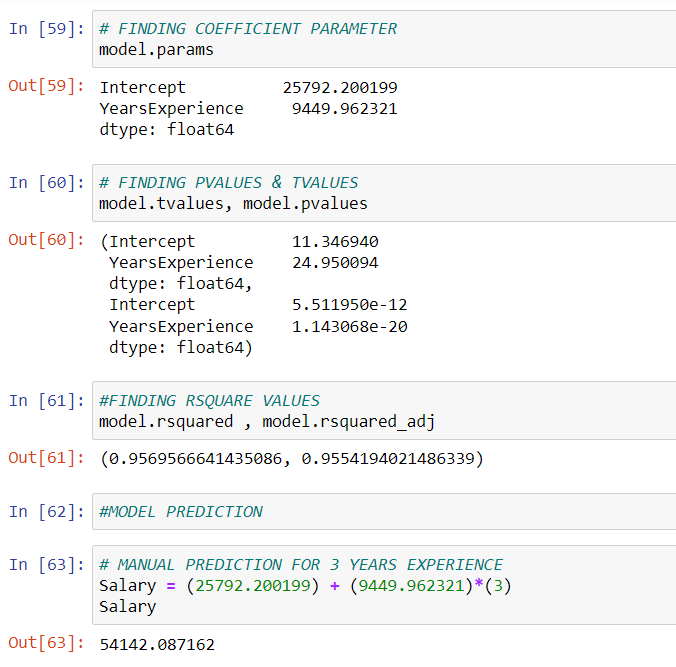 In [59]: # FINDING COEFFICIENT PARAMETER
model.params
Out[59]: Intercept 25792.200199
YearsExperience 9449.962321
dtype: float64
In [60]: # FINDING PVALUES & TVALUES
model.tvalues, model.pvalues
Out[60]: (Intercept 11.346940
YearsExperience 24.950094
dtype: float64,
Intercept 5.511950e-12
YearsExperience 1.143068e-20
dtype: float64)
In [61]: #FINDING RSQUARE VALUES
model.rsquared , model.rsquared_adj
Out[61]: (0.9569566641435086, 0.9554194021486339)
In [62]: #MODEL PREDICTION
In [63]: # MANUAL PREDICTION FOR 3 YEARS EXPERIENCE
Salary = (25792.200199) + (9449.962321)*(3)
Salary
Out[63]: 54142.087162